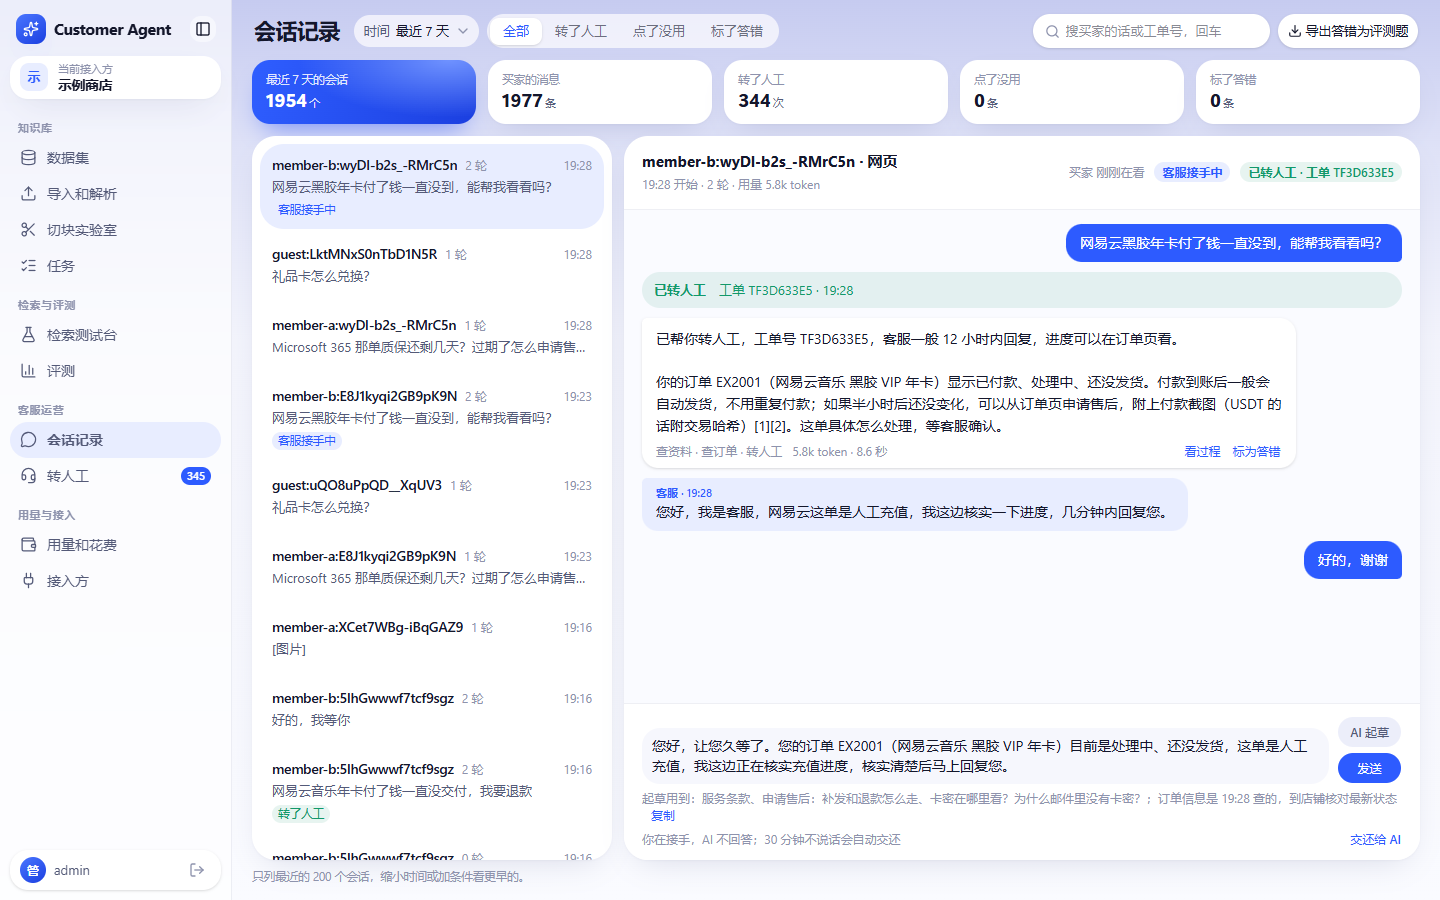 Customer Agent
示
当前接入方
示例商店
知识库
数据集
导入和解析
切块实验室
任务
检索与评测
检索测试台
评测
客服运营
会话记录
转人工 345
用量与接入
用量和花费
接入方
管 admin
会话记录
时间 最近 7 天
全部 转了人工 点了没用 标了答错
搜买家的话或工单号，回车
导出答错为评测题
最近 7 天的会话
1954 个
买家的消息
1977 条
转了人工
344 次
点了没用
0 条
标了答错
0 条
member-b:wyDI-b2s_-RMrC5n 2 轮 19:28
网易云黑胶年卡付了钱一直没到，能帮我看看吗？
客服接手中
guest:LktMNxS0nTbD1N5R 1 轮 19:28
礼品卡怎么兑换？
member-a:wyDI-b2s_-RMrC5n 1 轮 19:28
Microsoft 365 那单质保还剩几天？过期了怎么申请售...
member-b:E8J1kyqi2GB9pK9N 2 轮 19:23
网易云黑胶年卡付了钱一直没到，能帮我看看吗？
客服接手中
guest:uQO8uPpQD__XqUV3 1 轮 19:23
礼品卡怎么兑换？
member-a:E8J1kyqi2GB9pK9N 1 轮 19:23
Microsoft 365 那单质保还剩几天？过期了怎么申请售...
member-a:XCet7WBg-iBqGAZ9 1 轮 19:16
[图片]
member-b:5lhGwwwf7tcf9sgz 2 轮 19:16
好的，我等你
member-b:5lhGwwwf7tcf9sgz 2 轮 19:16
网易云音乐年卡付了钱一直没交付，我要退款
转了人工
member-b:5lhGwwwf7tcf9sgz 0 轮 19:16
只列最近的 200 个会话，缩小时间或加条件看更早的。
member-b:wyDI-b2s_-RMrC5n · 网页
19:28 开始 · 2 轮 · 用量 5.8k token
买家 刚刚在看 客服接手中 已转人工 · 工单 TF3D633E5
网易云黑胶年卡付了钱一直没到，能帮我看看吗？
已转人工 工单 TF3D633E5 · 19:28
已帮你转人工，工单号 TF3D633E5，客服一般 12 小时内回复，进度可以在订单页看。
你的订单 EX2001（网易云音乐 黑胶 VIP 年卡）显示已付款、处理中、还没发货。付款到账后一般会
自动发货，不用重复付款；如果半小时后还没变化，可以从订单页申请售后，附上付款截图（USDT 的
话附交易哈希）[1][2]。这单具体怎么处理，等客服确认。
查资料 · 查订单 · 转人工 5.8k token · 8.6 秒 看过程 标为答错
客服 · 19:28
您好，我是客服，网易云这单是人工充值，我这边核实一下进度，几分钟内回复您。
好的，谢谢
您好，让您久等了。您的订单 EX2001（网易云音乐 黑胶 VIP 年卡）目前是处理中、还没发货，这单是人工
充值，我这边正在核实充值进度，核实清楚后马上回复您。
AI 起草
发送
起草用到：服务条款、申请售后：补发和退款怎么走、卡密在哪里看？为什么邮件里没有卡密？；订单信息是 19:28 查的，到店铺核对最新状态
复制
你在接手，AI 不回答；30 分钟不说话会自动交还 交还给 AI